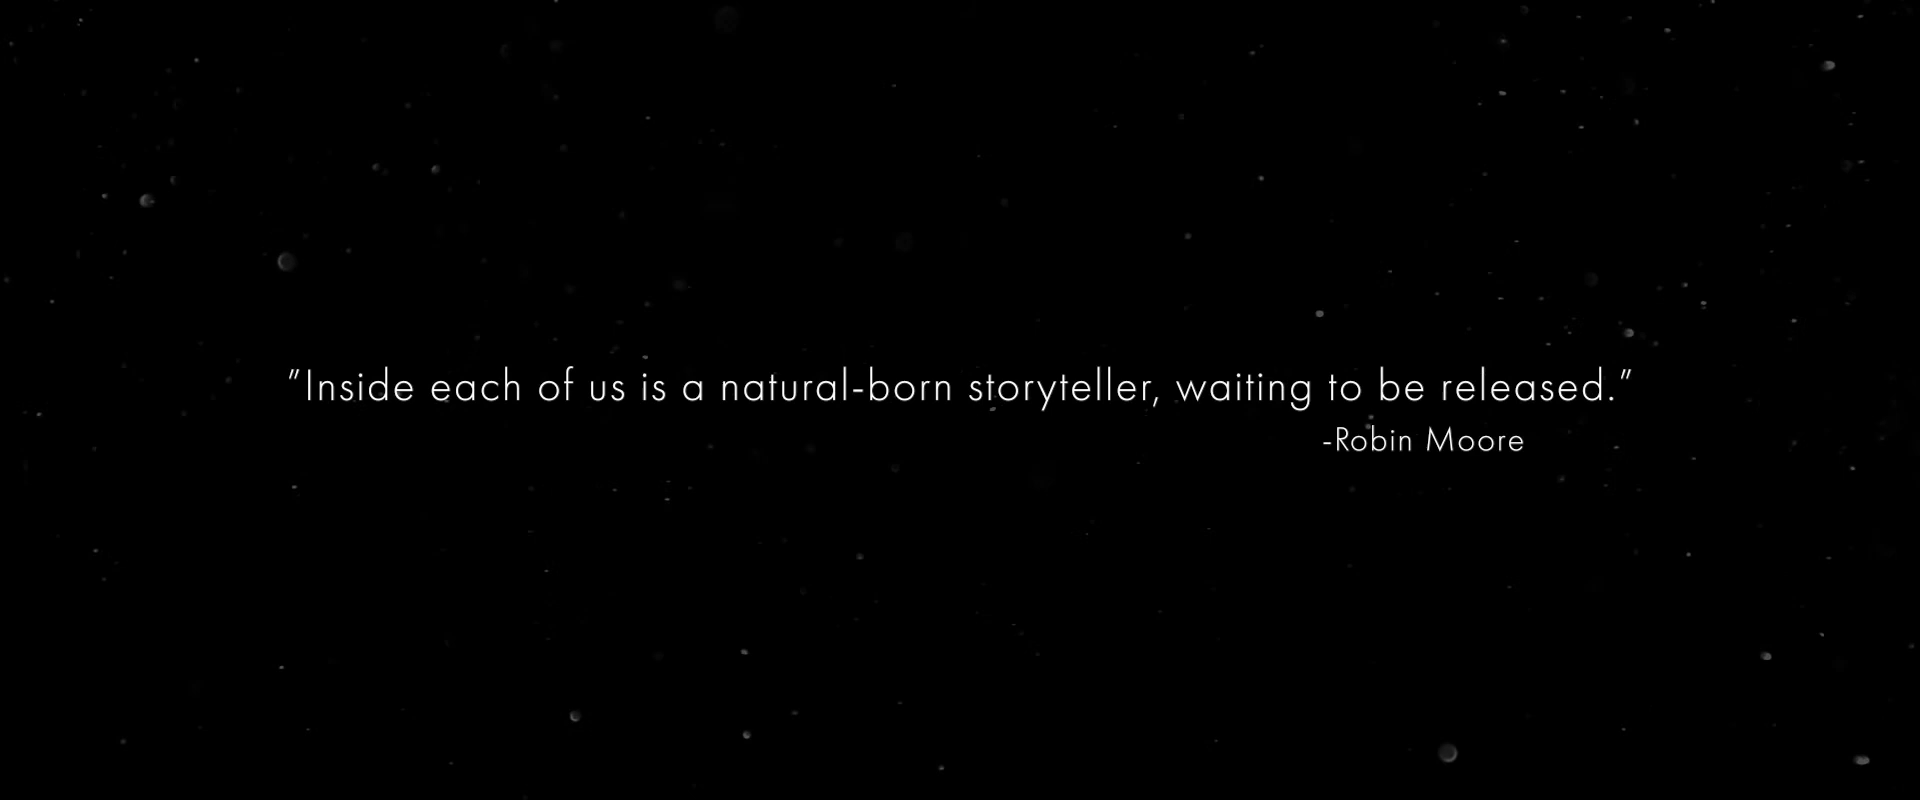 "Inside each of us is a natural-born storyteller, waiting to be released."
-Robin Moore